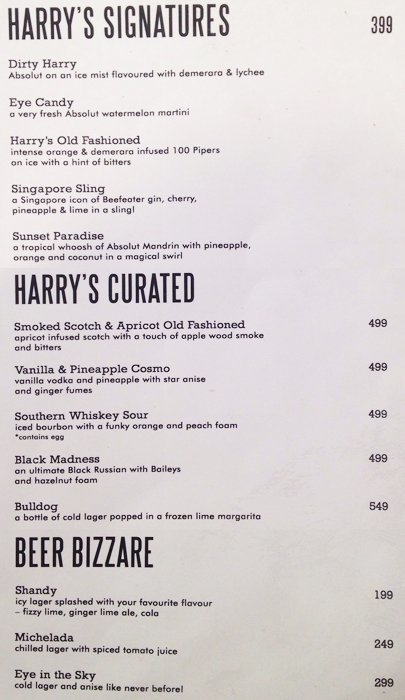 HARRY'S SIGNATURES 399
Dirty Harry
Absolut on an ice mist flavoured with demerara & lychee
Eye Candy
a very fresh Absolut watermelon martini
Harry's Old Fashioned
intense orange & demerara infused 100 Pipers
on ice with a hint of bitters
Singapore Sling
a Singapore icon of Beefeater gin, cherry,
pineapple & lime in a sling!
Sunset Paradise
a tropical whoosh of Absolut Mandrin with pineapple,
orange and coconut in a magical swirl
HARRY'S CURATED
Smoked Scotch & Apricot Old Fashioned 499
apricot infused scotch with a touch of apple wood smoke
and bitters
Vanilla & Pineapple Cosmo 499
vanilla vodka and pineapple with star anise
and ginger fumes
Southern Whiskey Sour 499
iced bourbon with a funky orange and peach foam
*contains egg
Black Madness 499
an ultimate Black Russian with Baileys
and hazelnut foam
Bulldog 549
a bottle of cold lager popped in a frozen lime margarita
BEER BIZZARE
Shandy 199
icy lager splashed with your favourite flavour
– fizzy lime, ginger lime ale, cola
Michelada 249
chilled lager with spiced tomato juice
Eye in the Sky 299
cold lager and anise like never before!